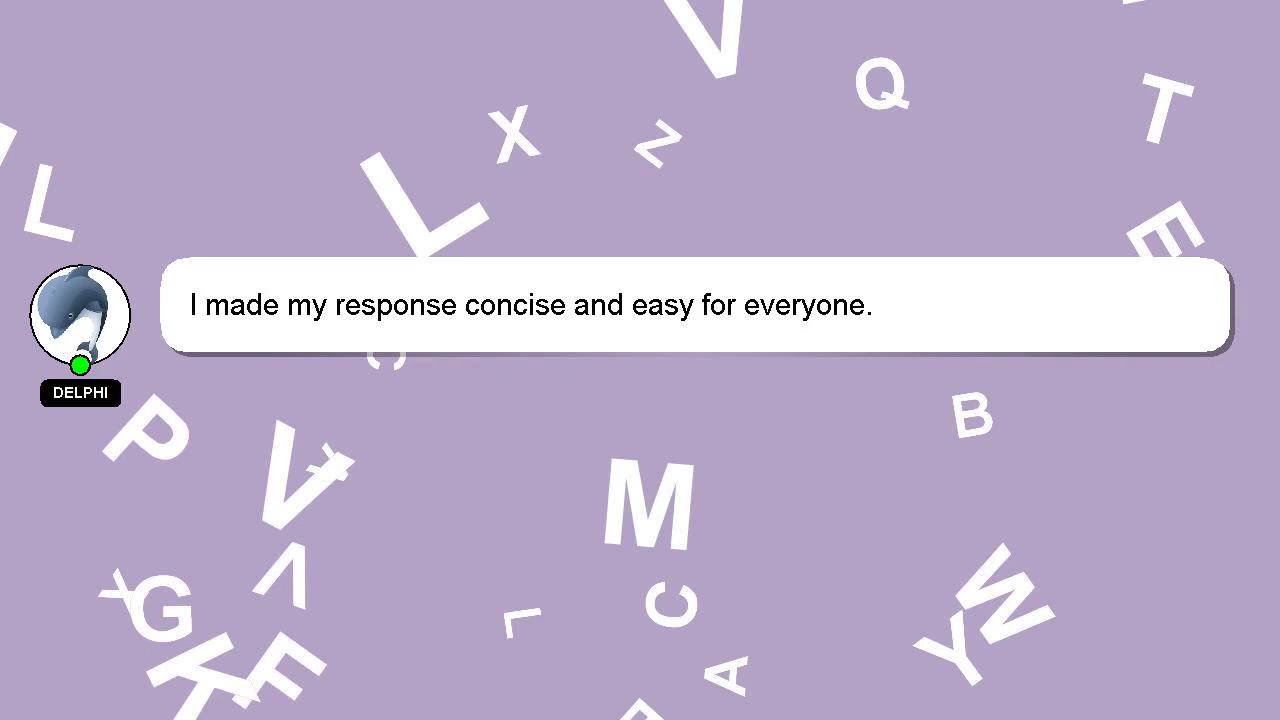 V
Q
T
X
Z
L
L
E
I made my response concise and easy for everyone.
C
DELPHI
B
P
V
M
V
W
X
G
C
L
Y
K
F
A